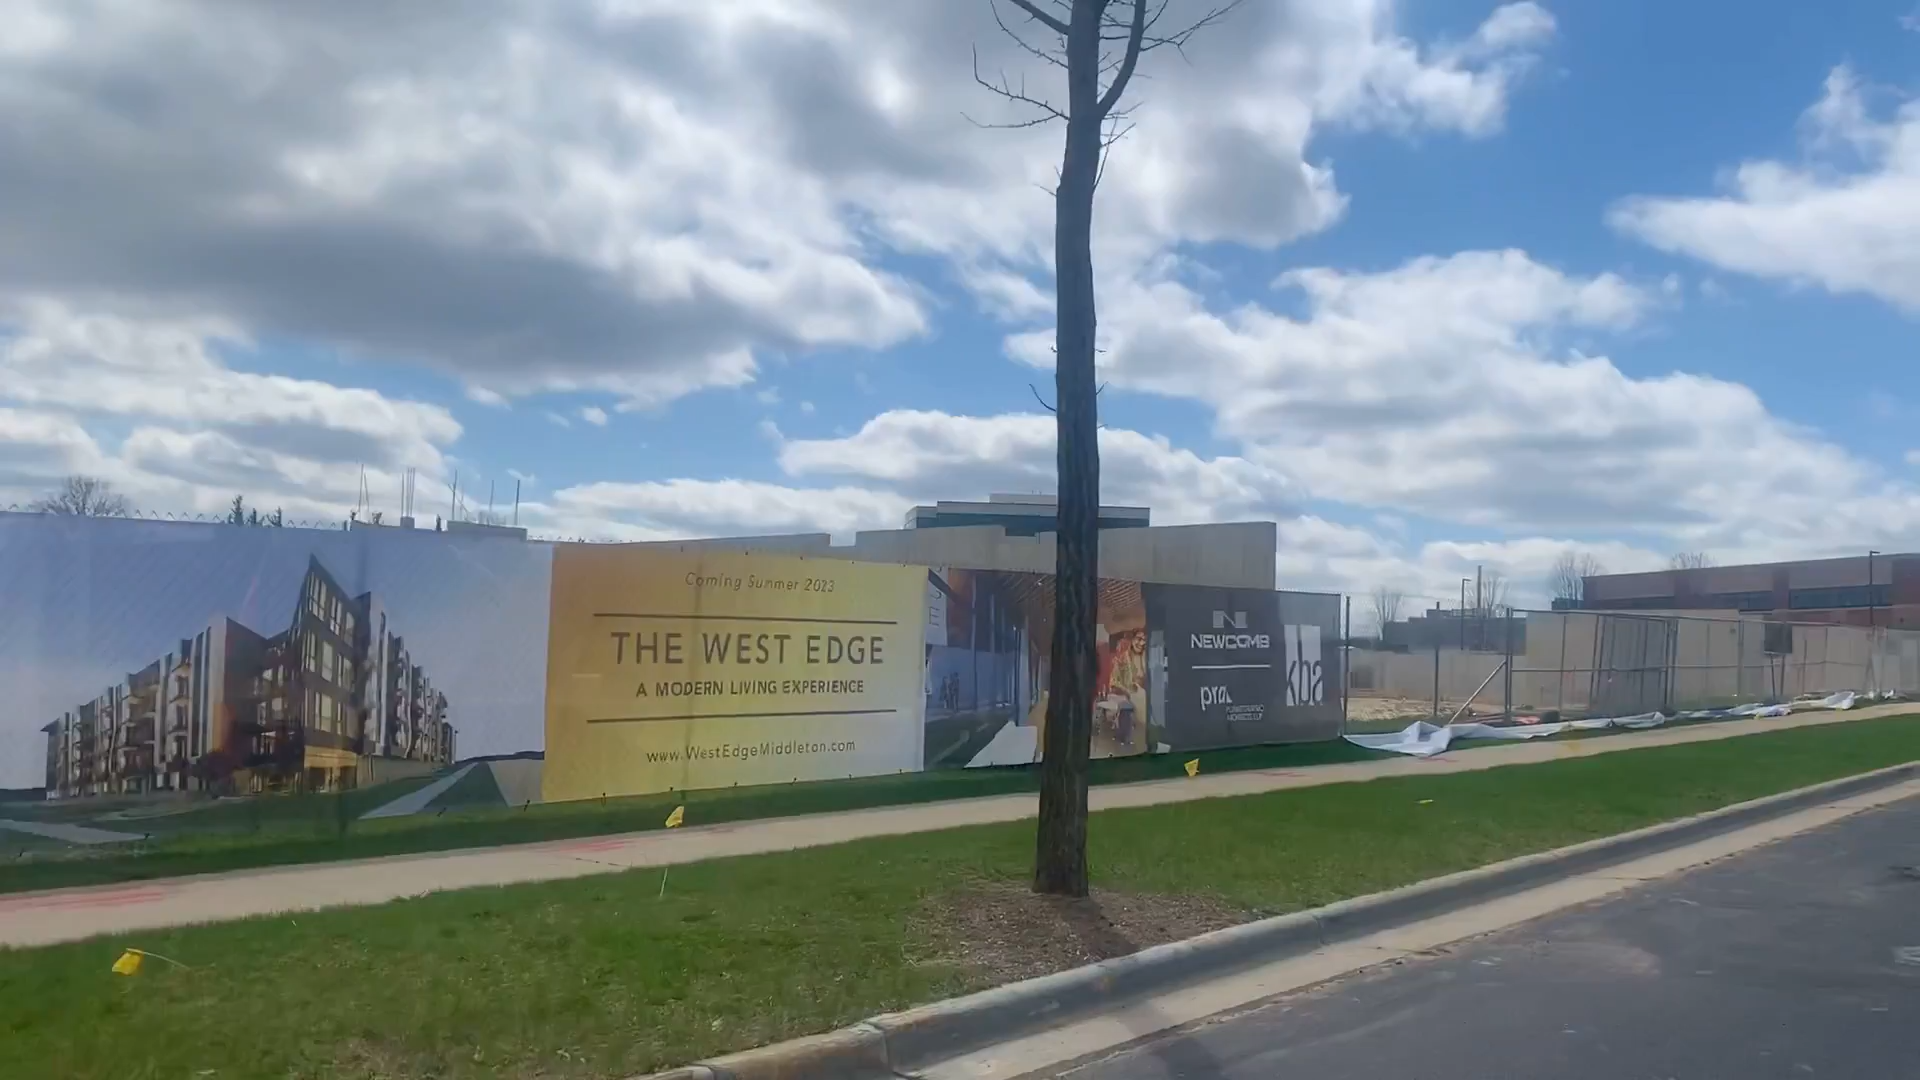 Coming Summer 2023
THE WEST EDGE
A MODERN LIVING EXPERIENCE
www.WestEdgeMiddleton.com
N
NEWCOMB
pra
kba